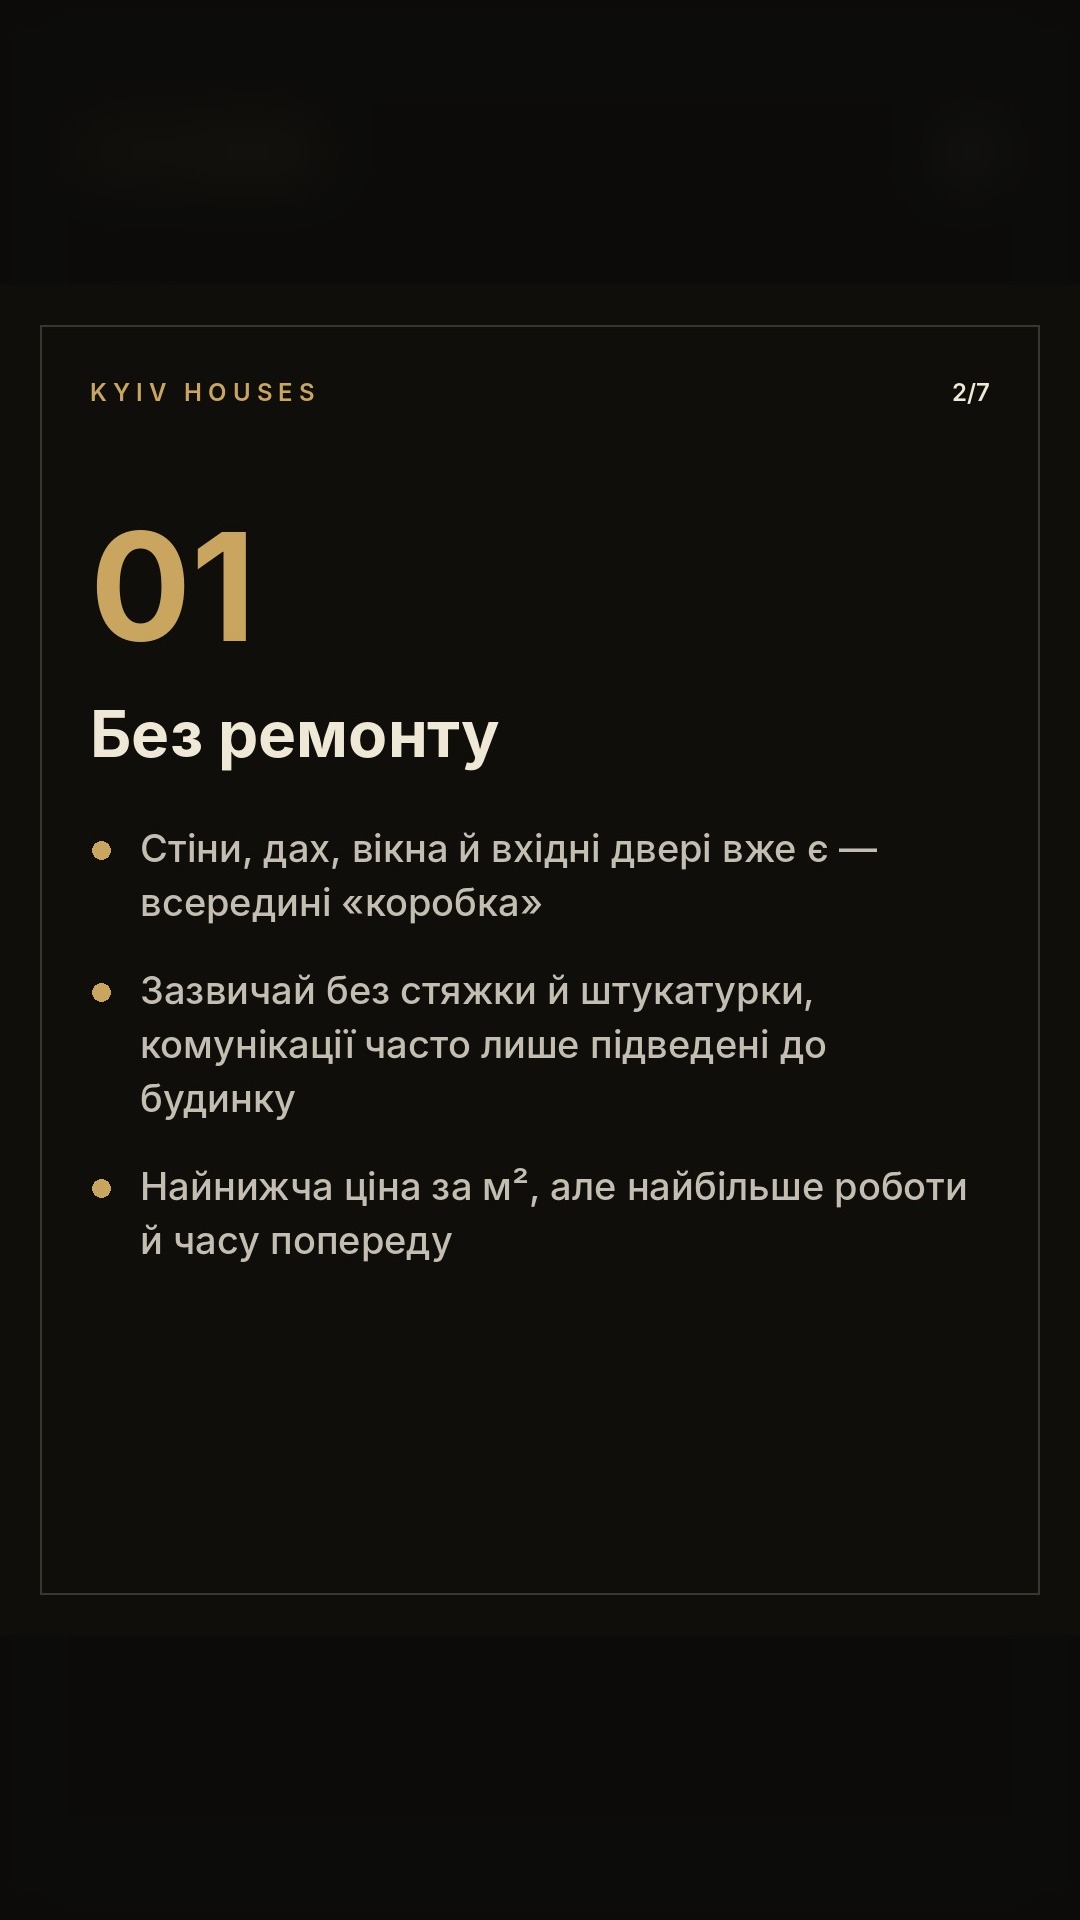 KYIV HOUSES
2/7
01
Без ремонту
Стіни, дах, вікна й вхідні двері вже є —
всередині «коробка»
Зазвичай без стяжки й штукатурки,
комунікації часто лише підведені до
будинку
Найнижча ціна за м², але найбільше роботи
й часу попереду